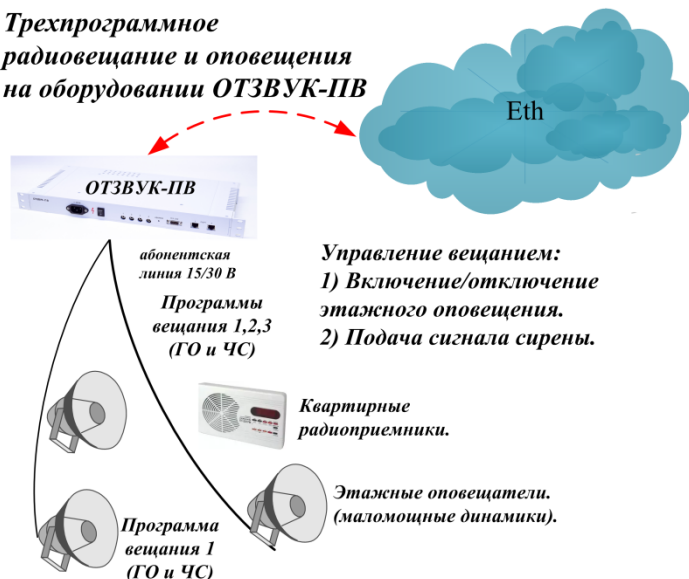 Трехпрограммное
радиовещание и оповещения
на оборудовании ОТЗВУК-ПВ
Eth
ОТЗВУК-ПВ
абонентская
линия 15/30 В
Программы
вещания 1,2,3
(ГО и ЧС)
Управление вещанием:
1) Включение/отключение
этажного оповещения.
2) Подача сигнала сирены.
Квартирные
радиоприемники.
Этажные оповещатели.
(маломощные динамики).
Программа
вещания 1
(ГО и ЧС)